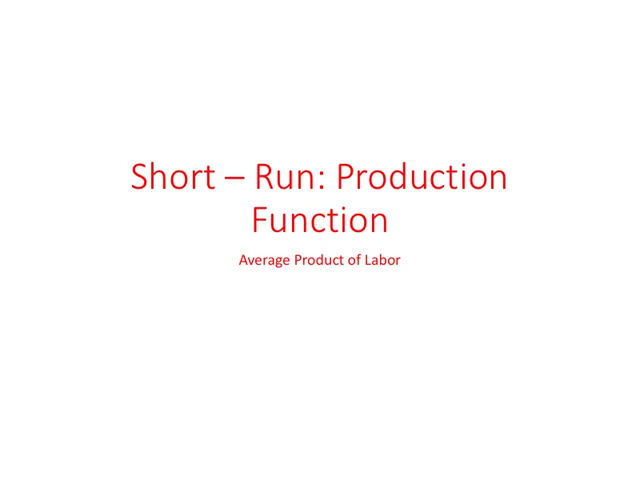 Short – Run: Production
Function
Average Product of Labor